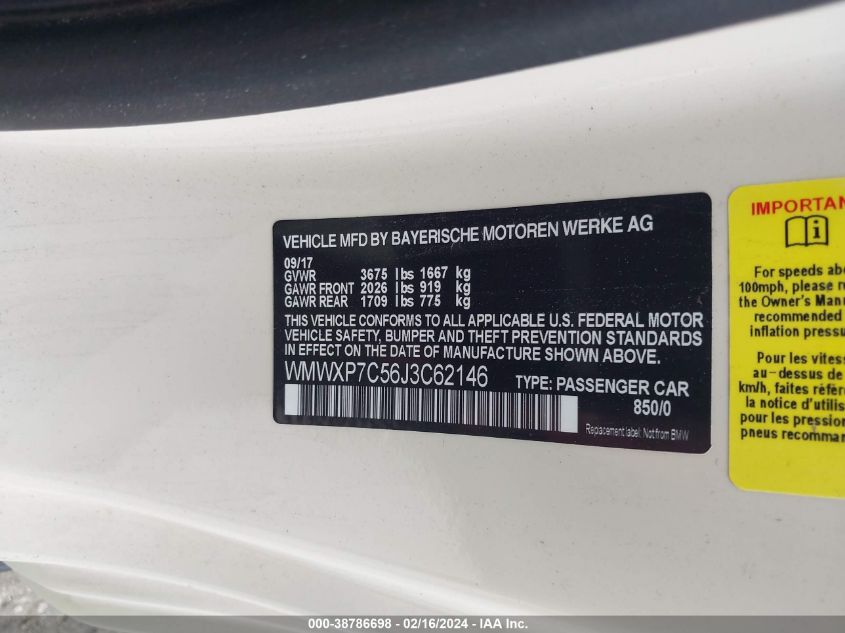 VEHICLE MFD BY BAYERISCHE MOTOREN WERKE AG
09/17
GVWR 3675 lbs 1667 kg
GAWR FRONT 2026 lbs 919 kg
GAWR REAR 1709 lbs 775 kg
THIS VEHICLE CONFORMS TO ALL APPLICABLE U.S. FEDERAL MOTOR
VEHICLE SAFETY, BUMPER AND THEFT PREVENTION STANDARDS
IN EFFECT ON THE DATE OF MANUFACTURE SHOWN ABOVE.
WMWXP7C56J3C62146 TYPE: PASSENGER CAR
850/0
Replacement label: Not from BMW
IMPORTAN
For speeds abo
100mph, please re
the Owner's Manu
recommended
inflation pressu
Pour les vitess
au-dessus de
km/h, faites référe
la notice d'utilis
pour les pression
pneus recomman
000-38786698 - 02/16/2024 - IAA Inc.